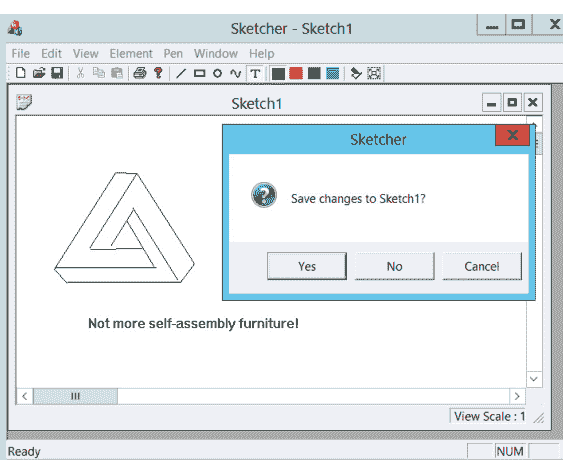 Sketcher - Sketch1
File Edit View Element Pen Window Help
T
Sketch1
Sketcher
Save changes to Sketch1?
Yes No Cancel
Not more self-assembly furniture!
View Scale : 1
Ready NUM